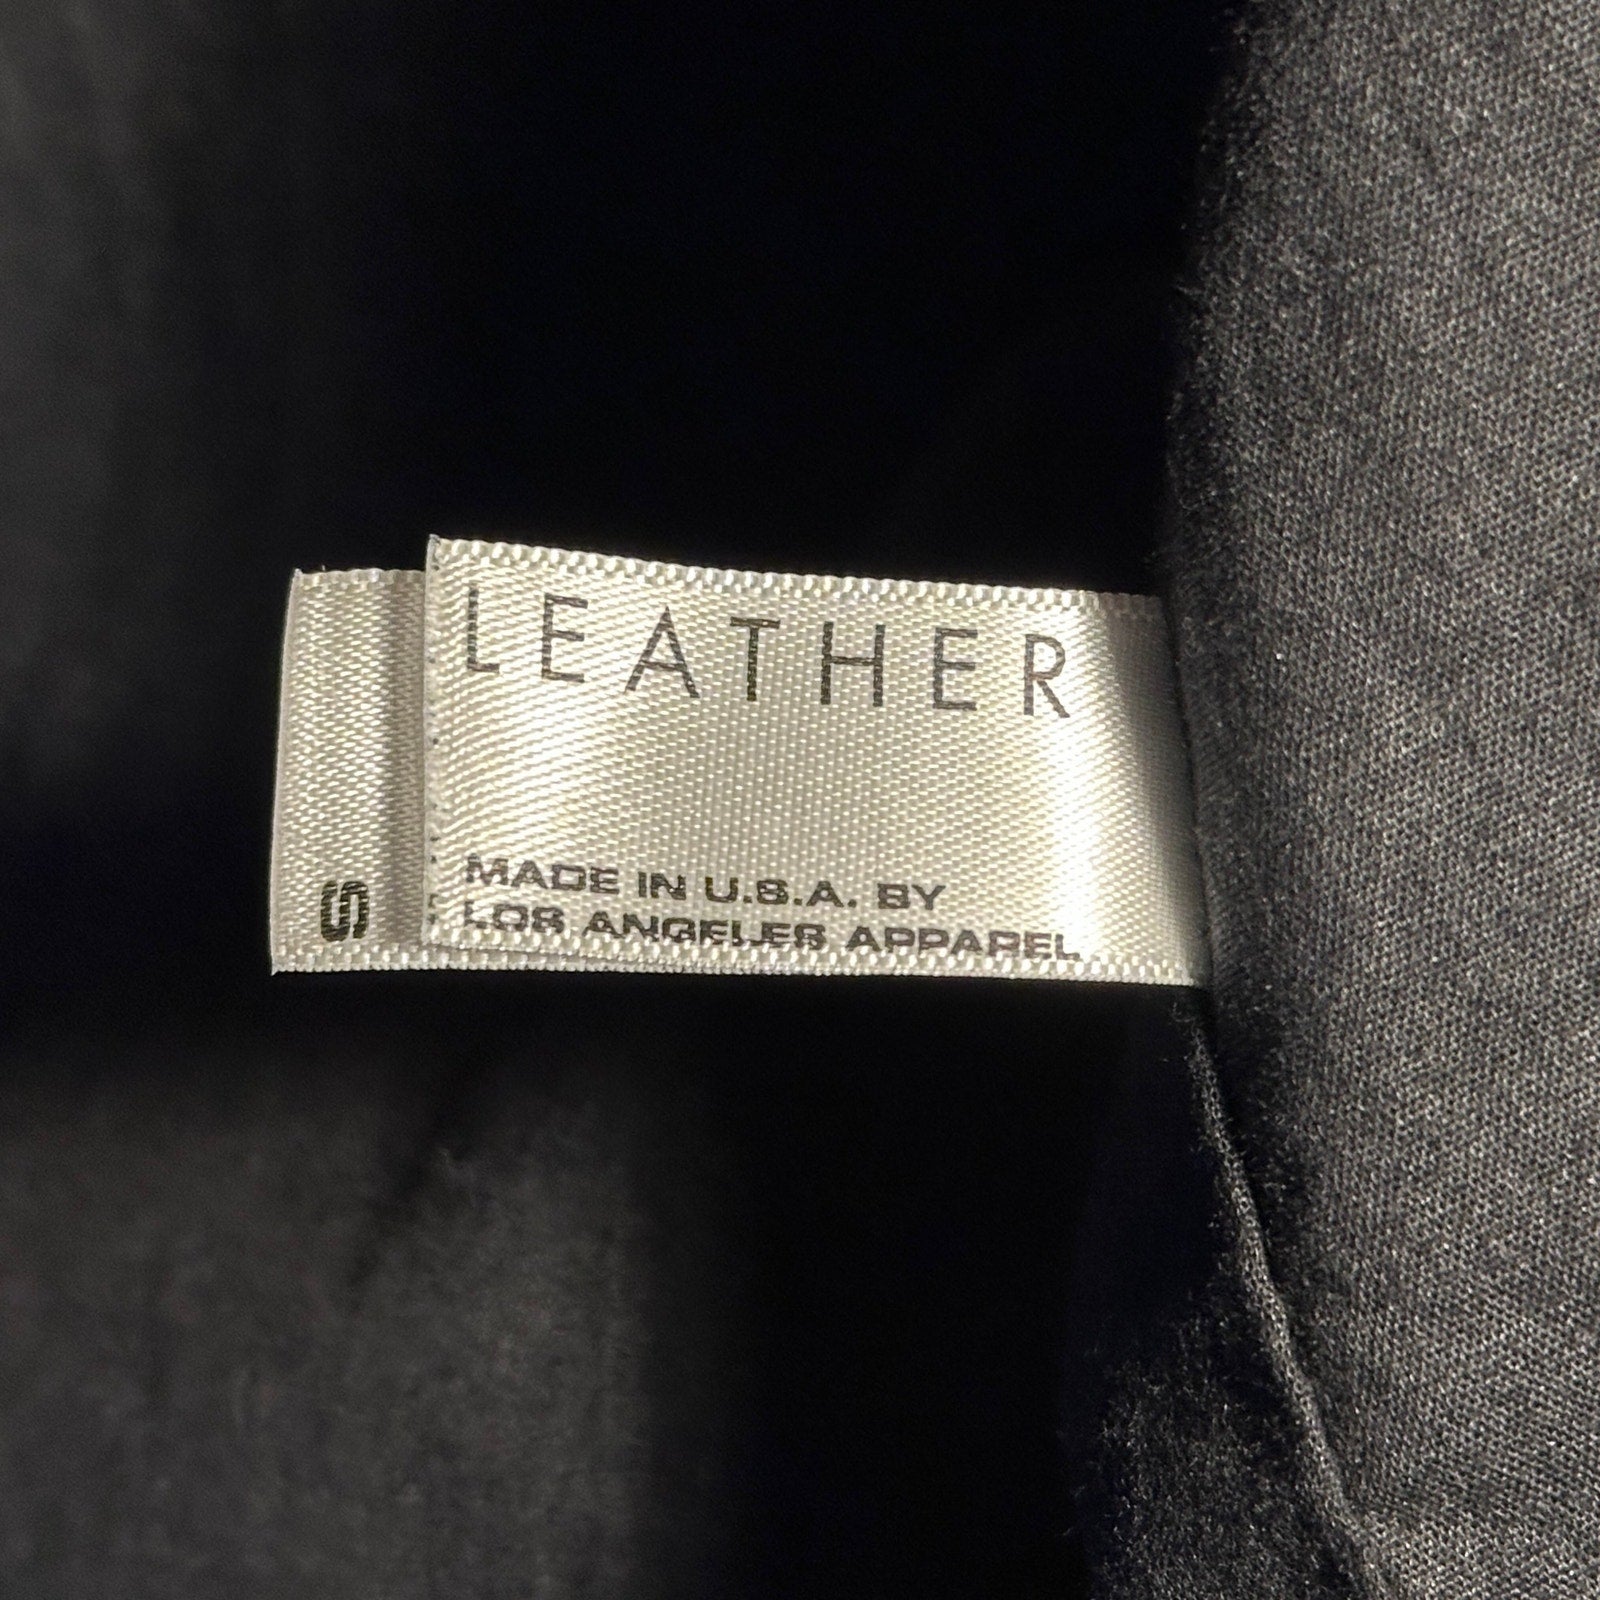 LEATHER
MADE IN U.S.A. BY
LOS ANGELES APPAREL
S